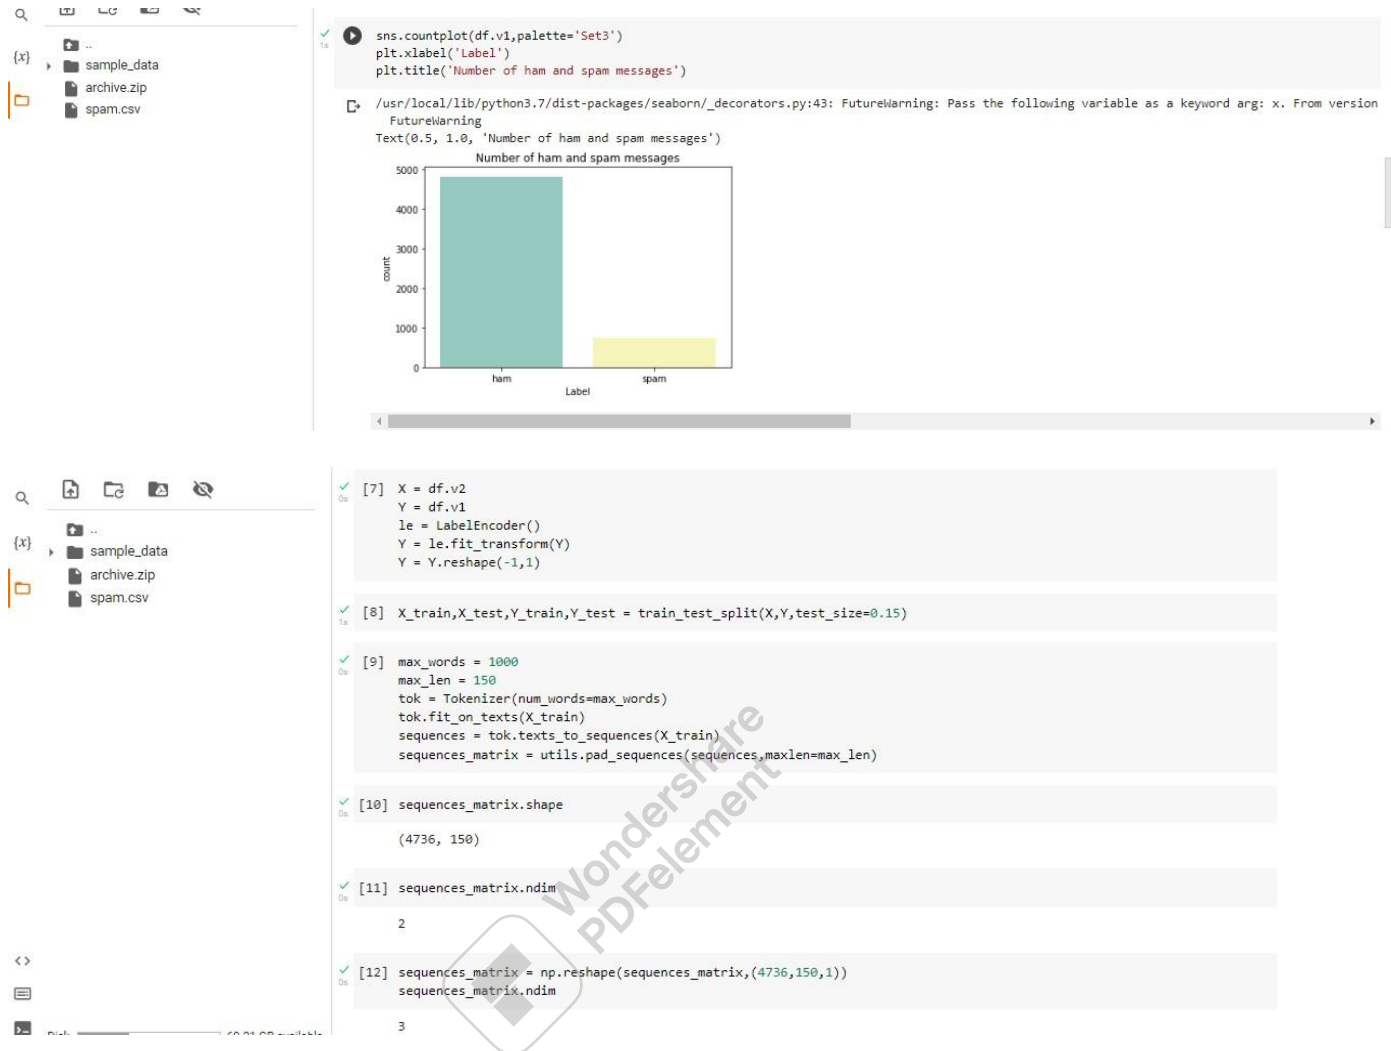 sns.countplot(df.v1,palette='Set3')
plt.xlabel('Label')
plt.title('Number of ham and spam messages')
{x}
1s
..
sample_data
archive.zip
spam.csv
/usr/local/lib/python3.7/dist-packages/seaborn/_decorators.py:43: FutureWarning: Pass the following variable as a keyword arg: x. From version
FutureWarning
Text(0.5, 1.0, 'Number of ham and spam messages')
Number of ham and spam messages
5000
4000
3000
2000
1000
0
count
ham
spam
Label
{x}
..
sample_data
archive.zip
spam.csv
0s
[7] X = df.v2
Y = df.v1
le = LabelEncoder()
Y = le.fit_transform(Y)
Y = Y.reshape(-1,1)
1s
[8] X_train,X_test,Y_train,Y_test = train_test_split(X,Y,test_size=0.15)
0s
[9] max_words = 1000
max_len = 150
tok = Tokenizer(num_words=max_words)
tok.fit_on_texts(X_train)
sequences = tok.texts_to_sequences(X_train)
sequences_matrix = utils.pad_sequences(sequences,maxlen=max_len)
0s
[10] sequences_matrix.shape
(4736, 150)
0s
[11] sequences_matrix.ndim
2
0s
[12] sequences_matrix = np.reshape(sequences_matrix,(4736,150,1))
sequences_matrix.ndim
3
Wondershare
PDFelement